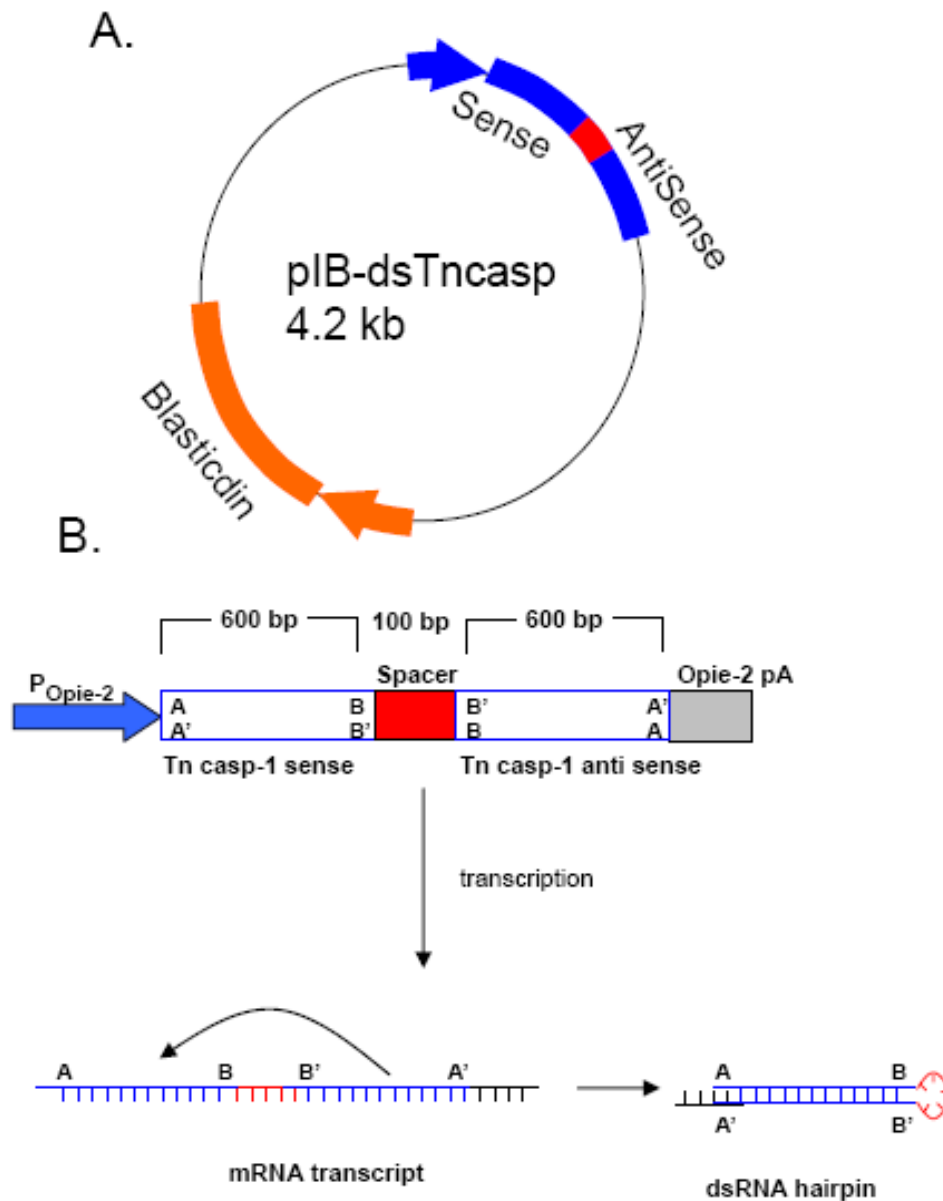 A.
Sense
AntiSense
pIB-dsTncasp
4.2 kb
Blasticdin
B.
600 bp 100 bp 600 bp
P Opie-2
Spacer
Opie-2 pA
A B B' A'
A' B' B A
Tn casp-1 sense
Tn casp-1 anti sense
transcription
A B B' A'
A B
A' B'
mRNA transcript
dsRNA hairpin